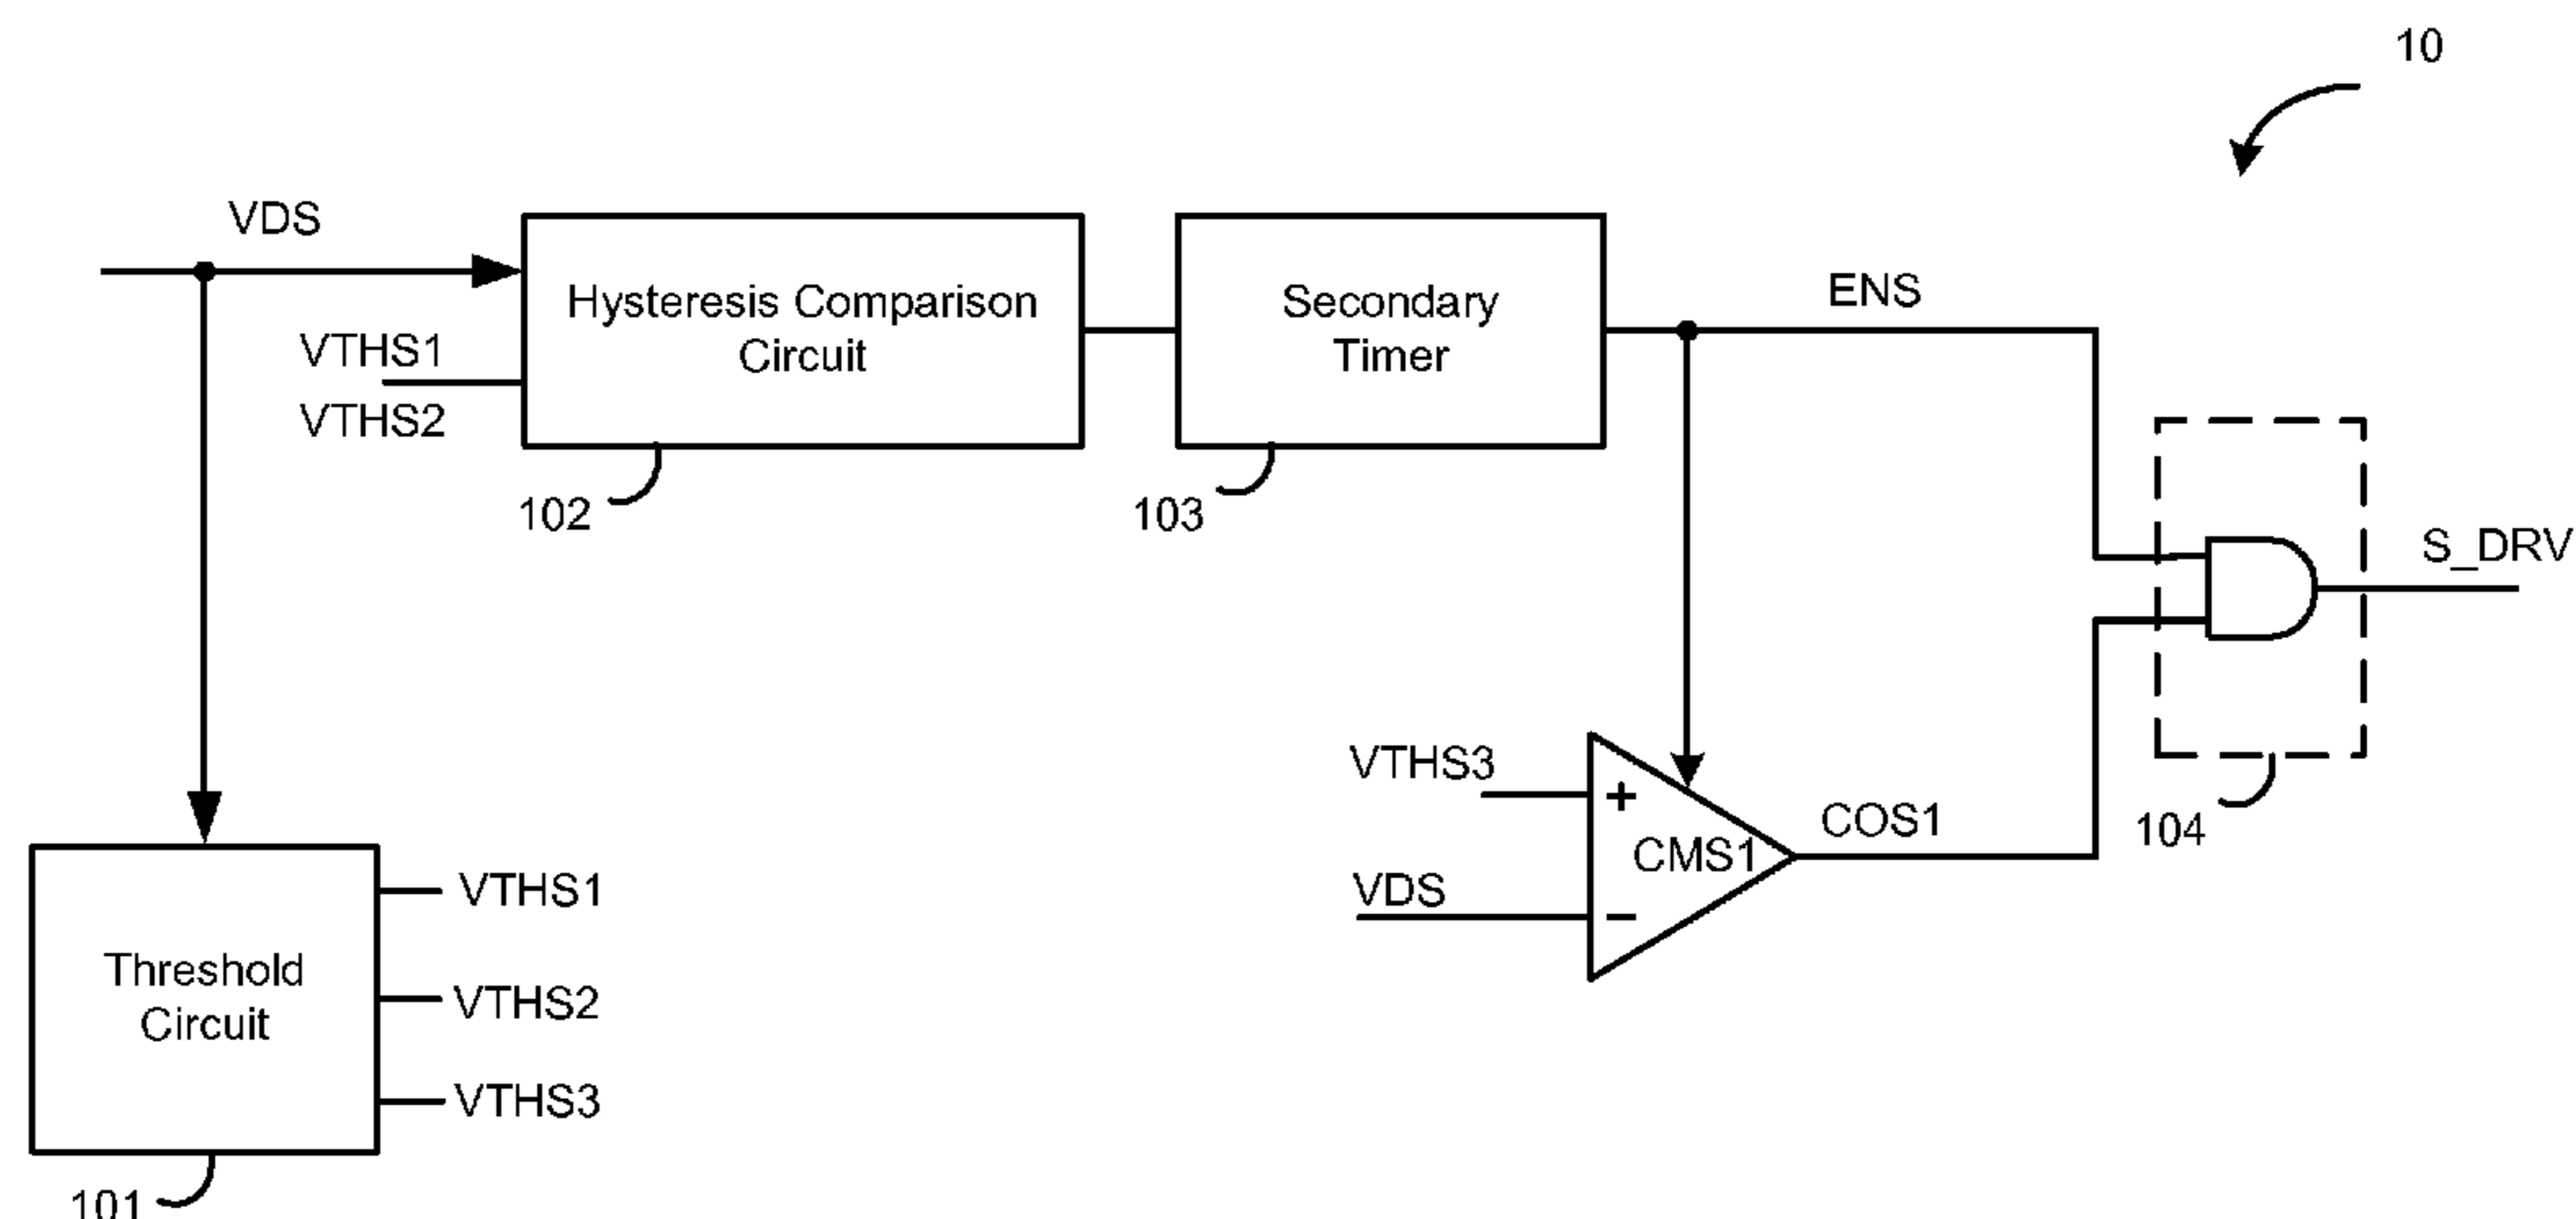 10
VDS
Hysteresis Comparison
Circuit
Secondary
Timer
ENS
VTHS1
VTHS2
102
103
S_DRV
VTHS3
+
CMS1
COS1
104
VDS
−
Threshold
Circuit
VTHS1
VTHS2
VTHS3
101